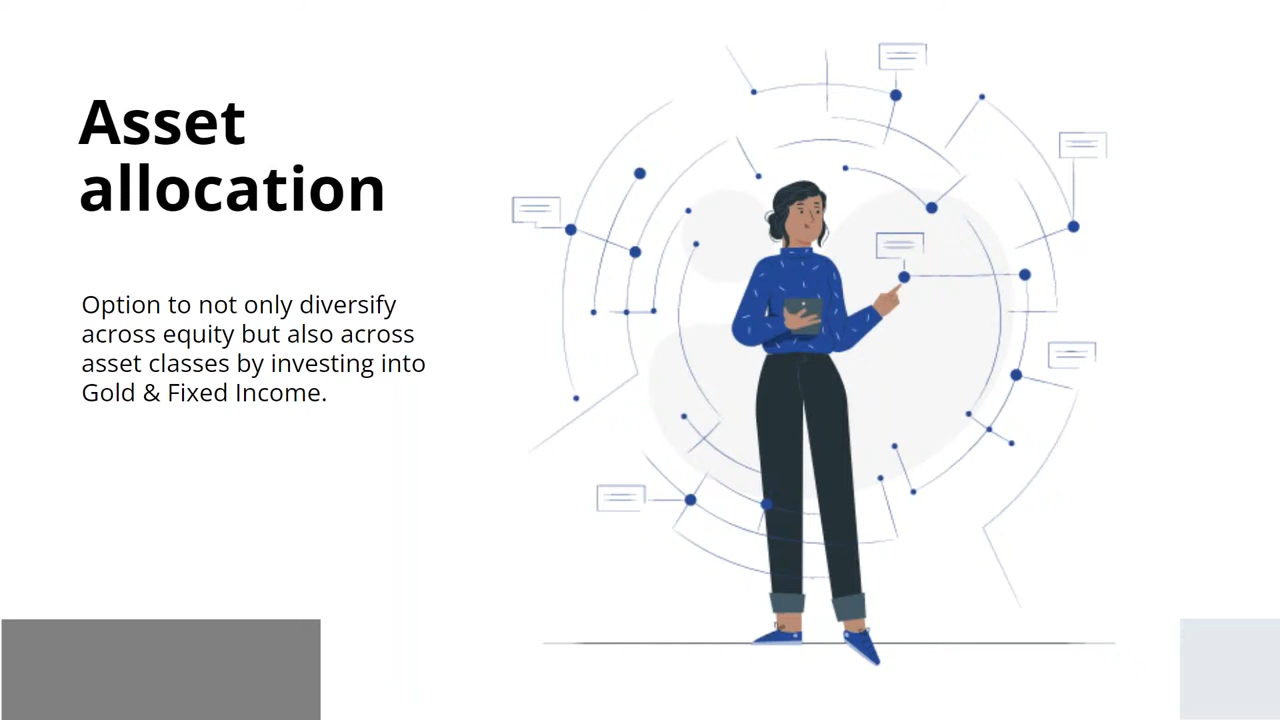 Asset
allocation
Option to not only diversify
across equity but also across
asset classes by investing into
Gold & Fixed Income.